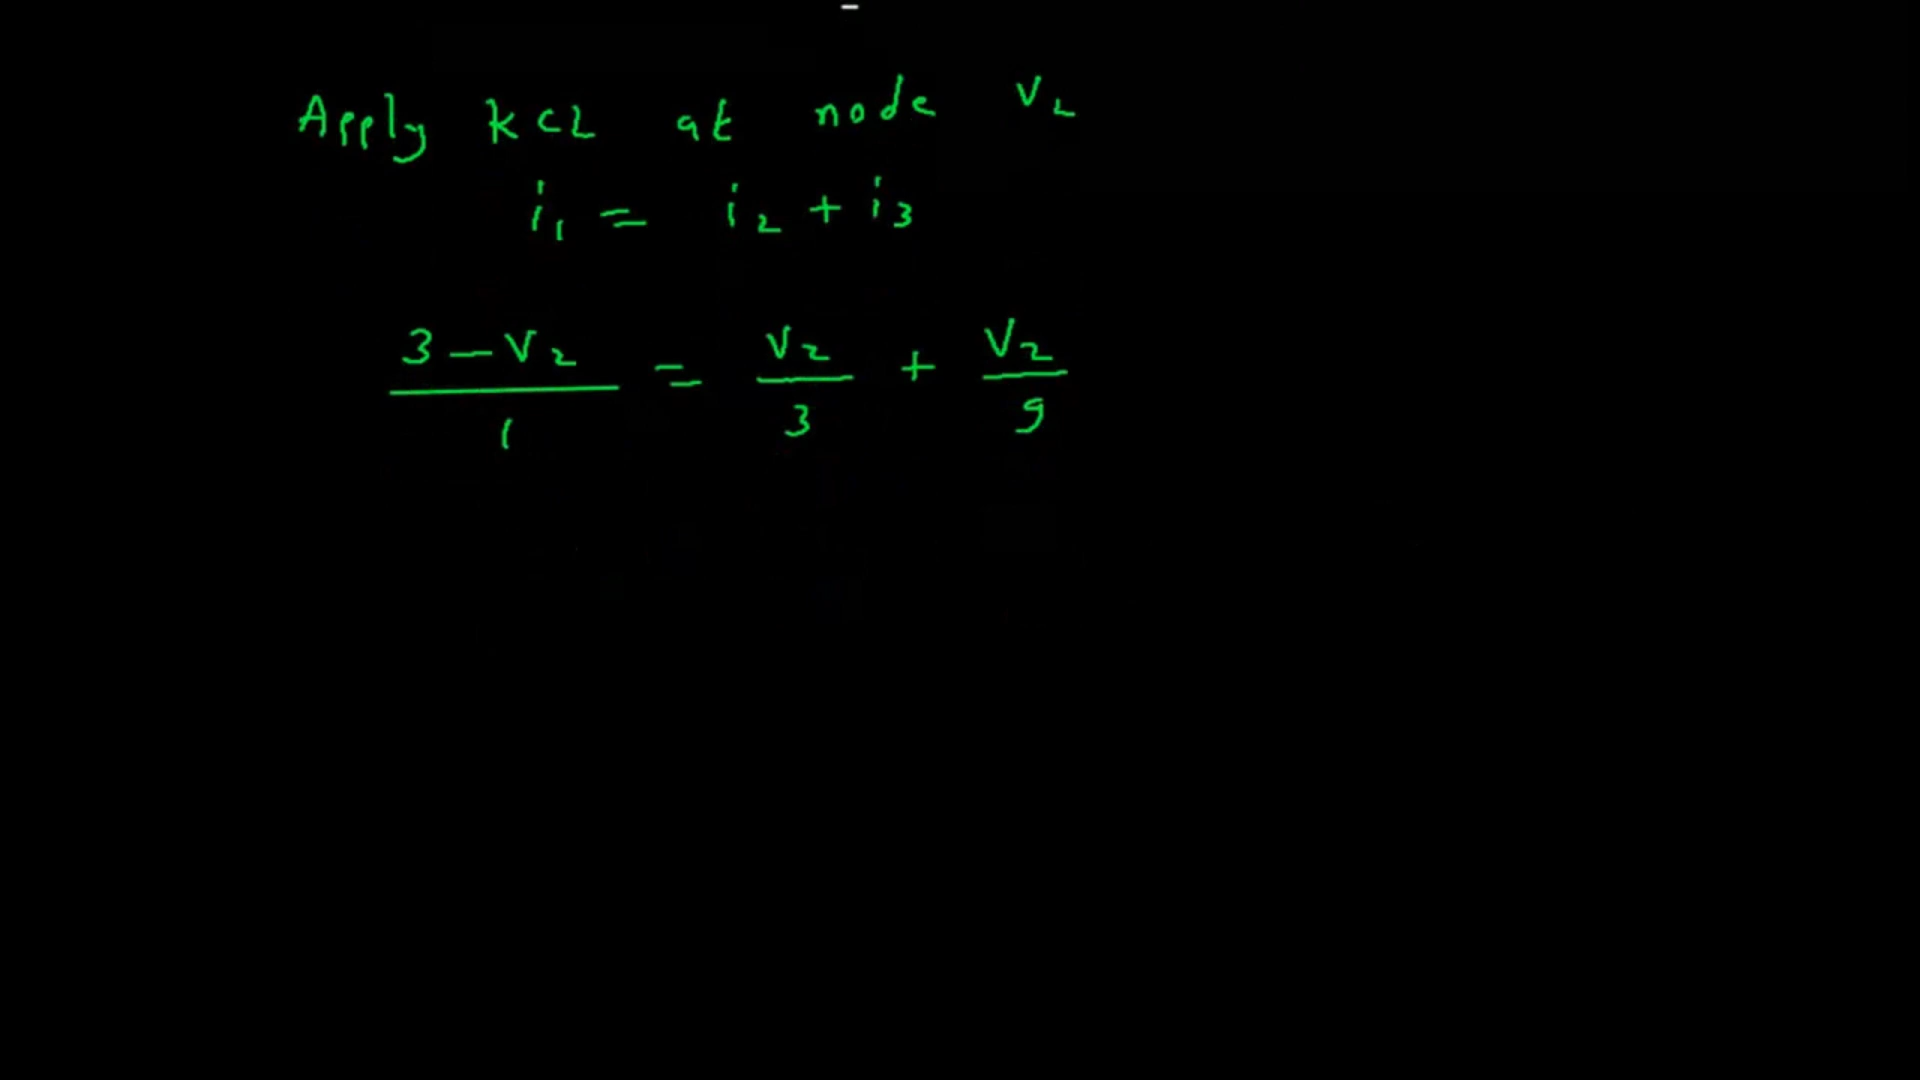 Apply KCL at node V2
i1 = i2 + i3
3 - V2 / 1 = V2 / 3 + V2 / 9